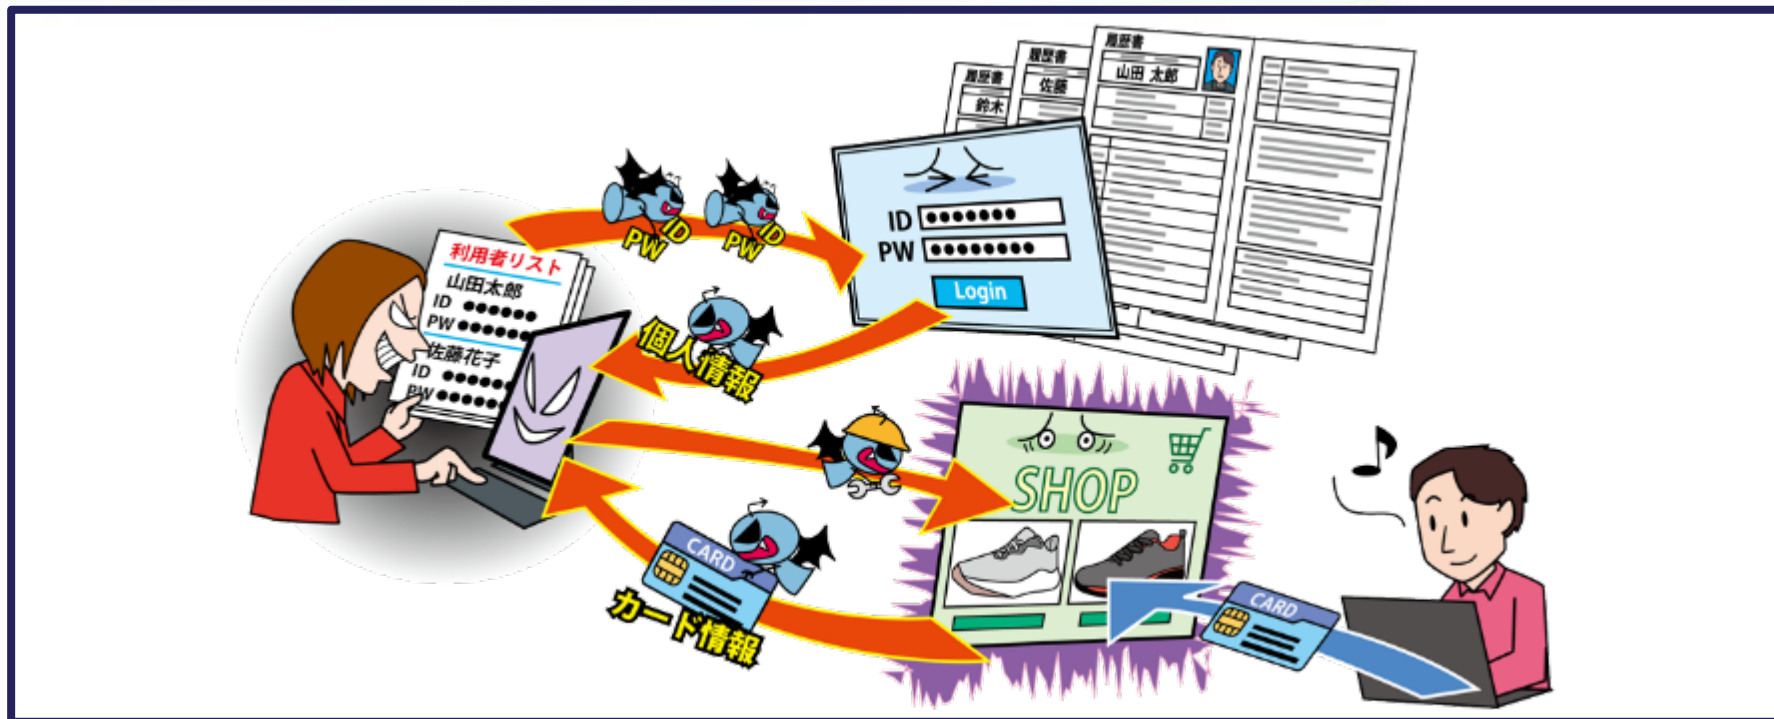 履歴書
山田 太郎
履歴書
佐藤
履歴書
鈴木
ID ●●●●●●●
PW ●●●●●●●●
Login
ID
PW
ID
PW
利用者リスト
山田太郎
ID ●●●●●●
PW ●●●●●●●
佐藤花子
ID ●●●●●●
PW ●●●●●●
個人情報
SHOP
CARD
カード情報
CARD